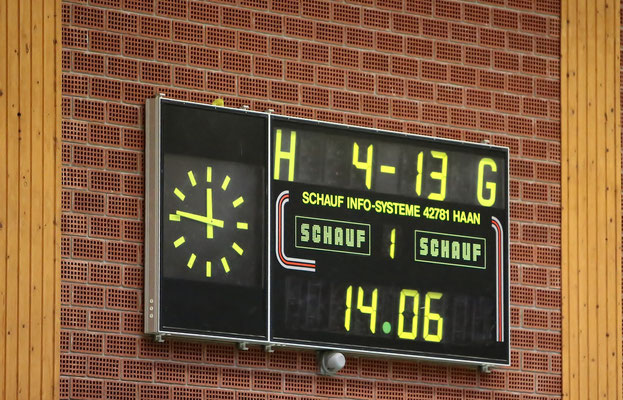 H 4-13 G
SCHAUF INFO-SYSTEME 42781 HAAN
SCHAUF 1 SCHAUF
14.06